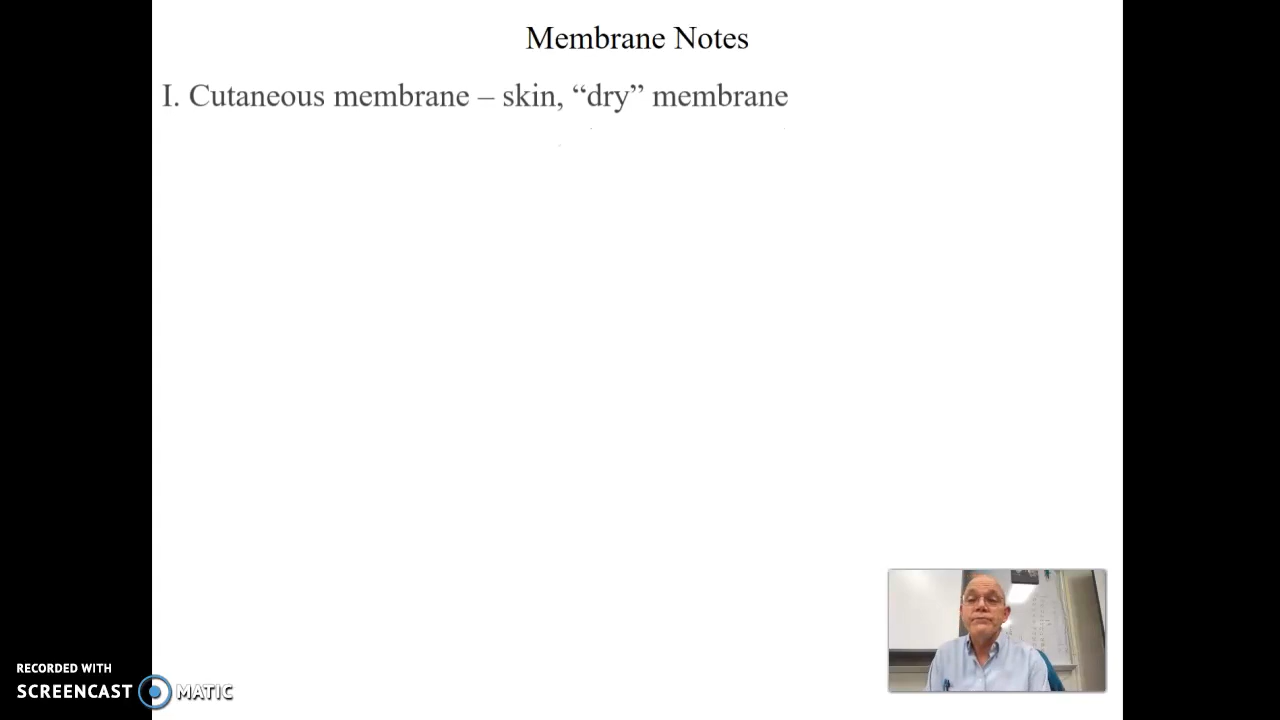 Membrane Notes
I. Cutaneous membrane – skin, “dry” membrane
RECORDED WITH
SCREENCAST MATIC